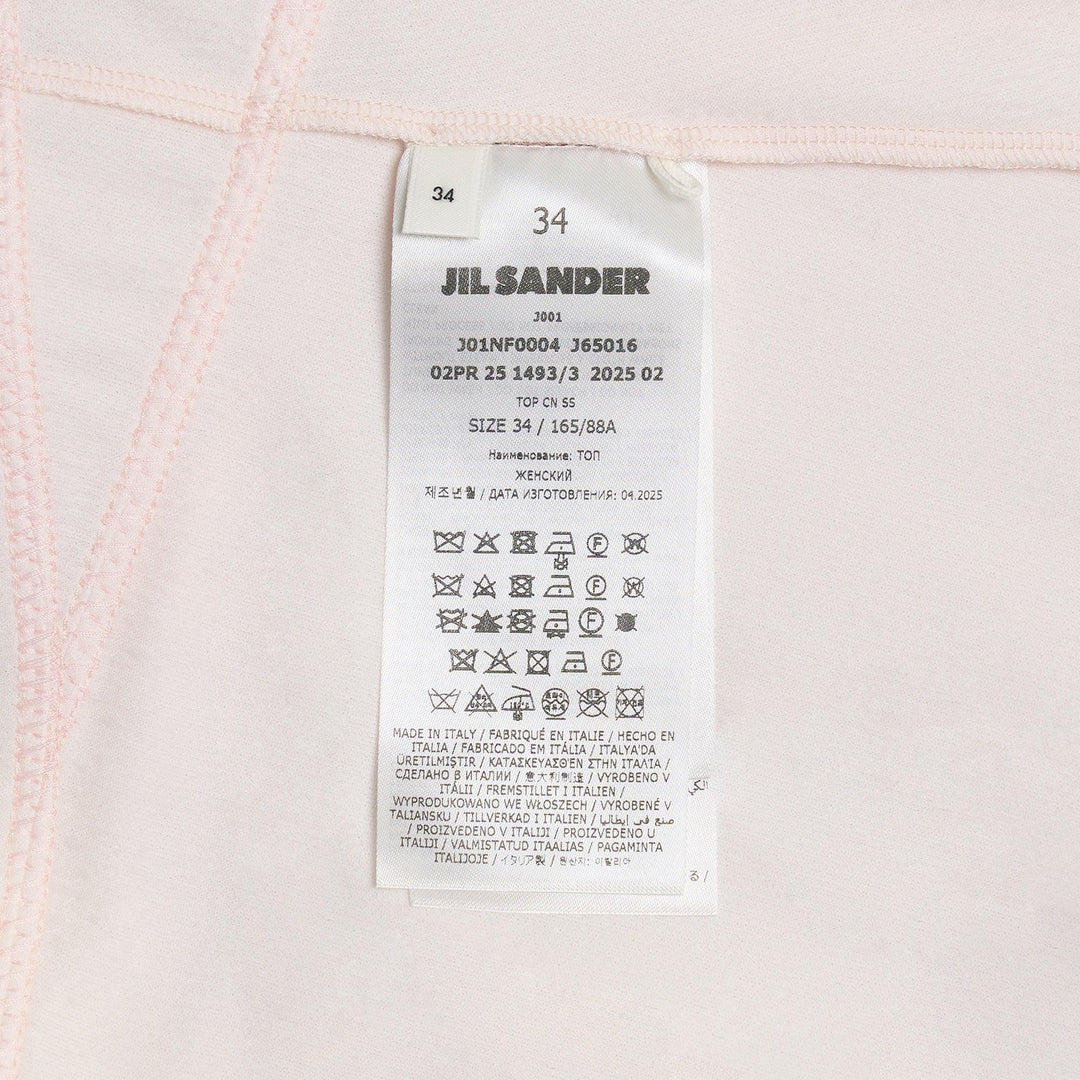 34
34
JIL SANDER
J001
J01NF0004 J65016
02PR 25 1493/3 2025 02
TOP CN SS
SIZE 34 / 165/88A
Наименование: ТОП
ЖЕНСКИЙ
제조년월 / ДАТА ИЗГОТОВЛЕНИЯ: 04.2025
MADE IN ITALY / FABRIQUÉ EN ITALIE / HECHO EN
ITALIA / FABRICADO EM ITÁLIA / ITALYA'DA
ÜRETILMIŞTIR / ΚΑΤΑΣΚΕΥΑΣΘΕΝ ΣΤΗΝ ΙΤΑΛΙΑ /
СДЕЛАНО В ИТАЛИИ / 意大利制造 / VYROBENO V
ITÁLII / FREMSTILLET I ITALIEN /
WYPRODUKOWANO WE WŁOSZECH / VYROBENÉ V
TALIANSKU / TILLVERKAD I ITALIEN / صنع في إيطاليا
/ PROIZVEDENO V ITALIJI / PROIZVEDENO U
ITALIJI / VALMISTATUD ITAALIAS / PAGAMINTA
ITALIJOJE / イタリア製 / 원산지: 이탈리아
る /